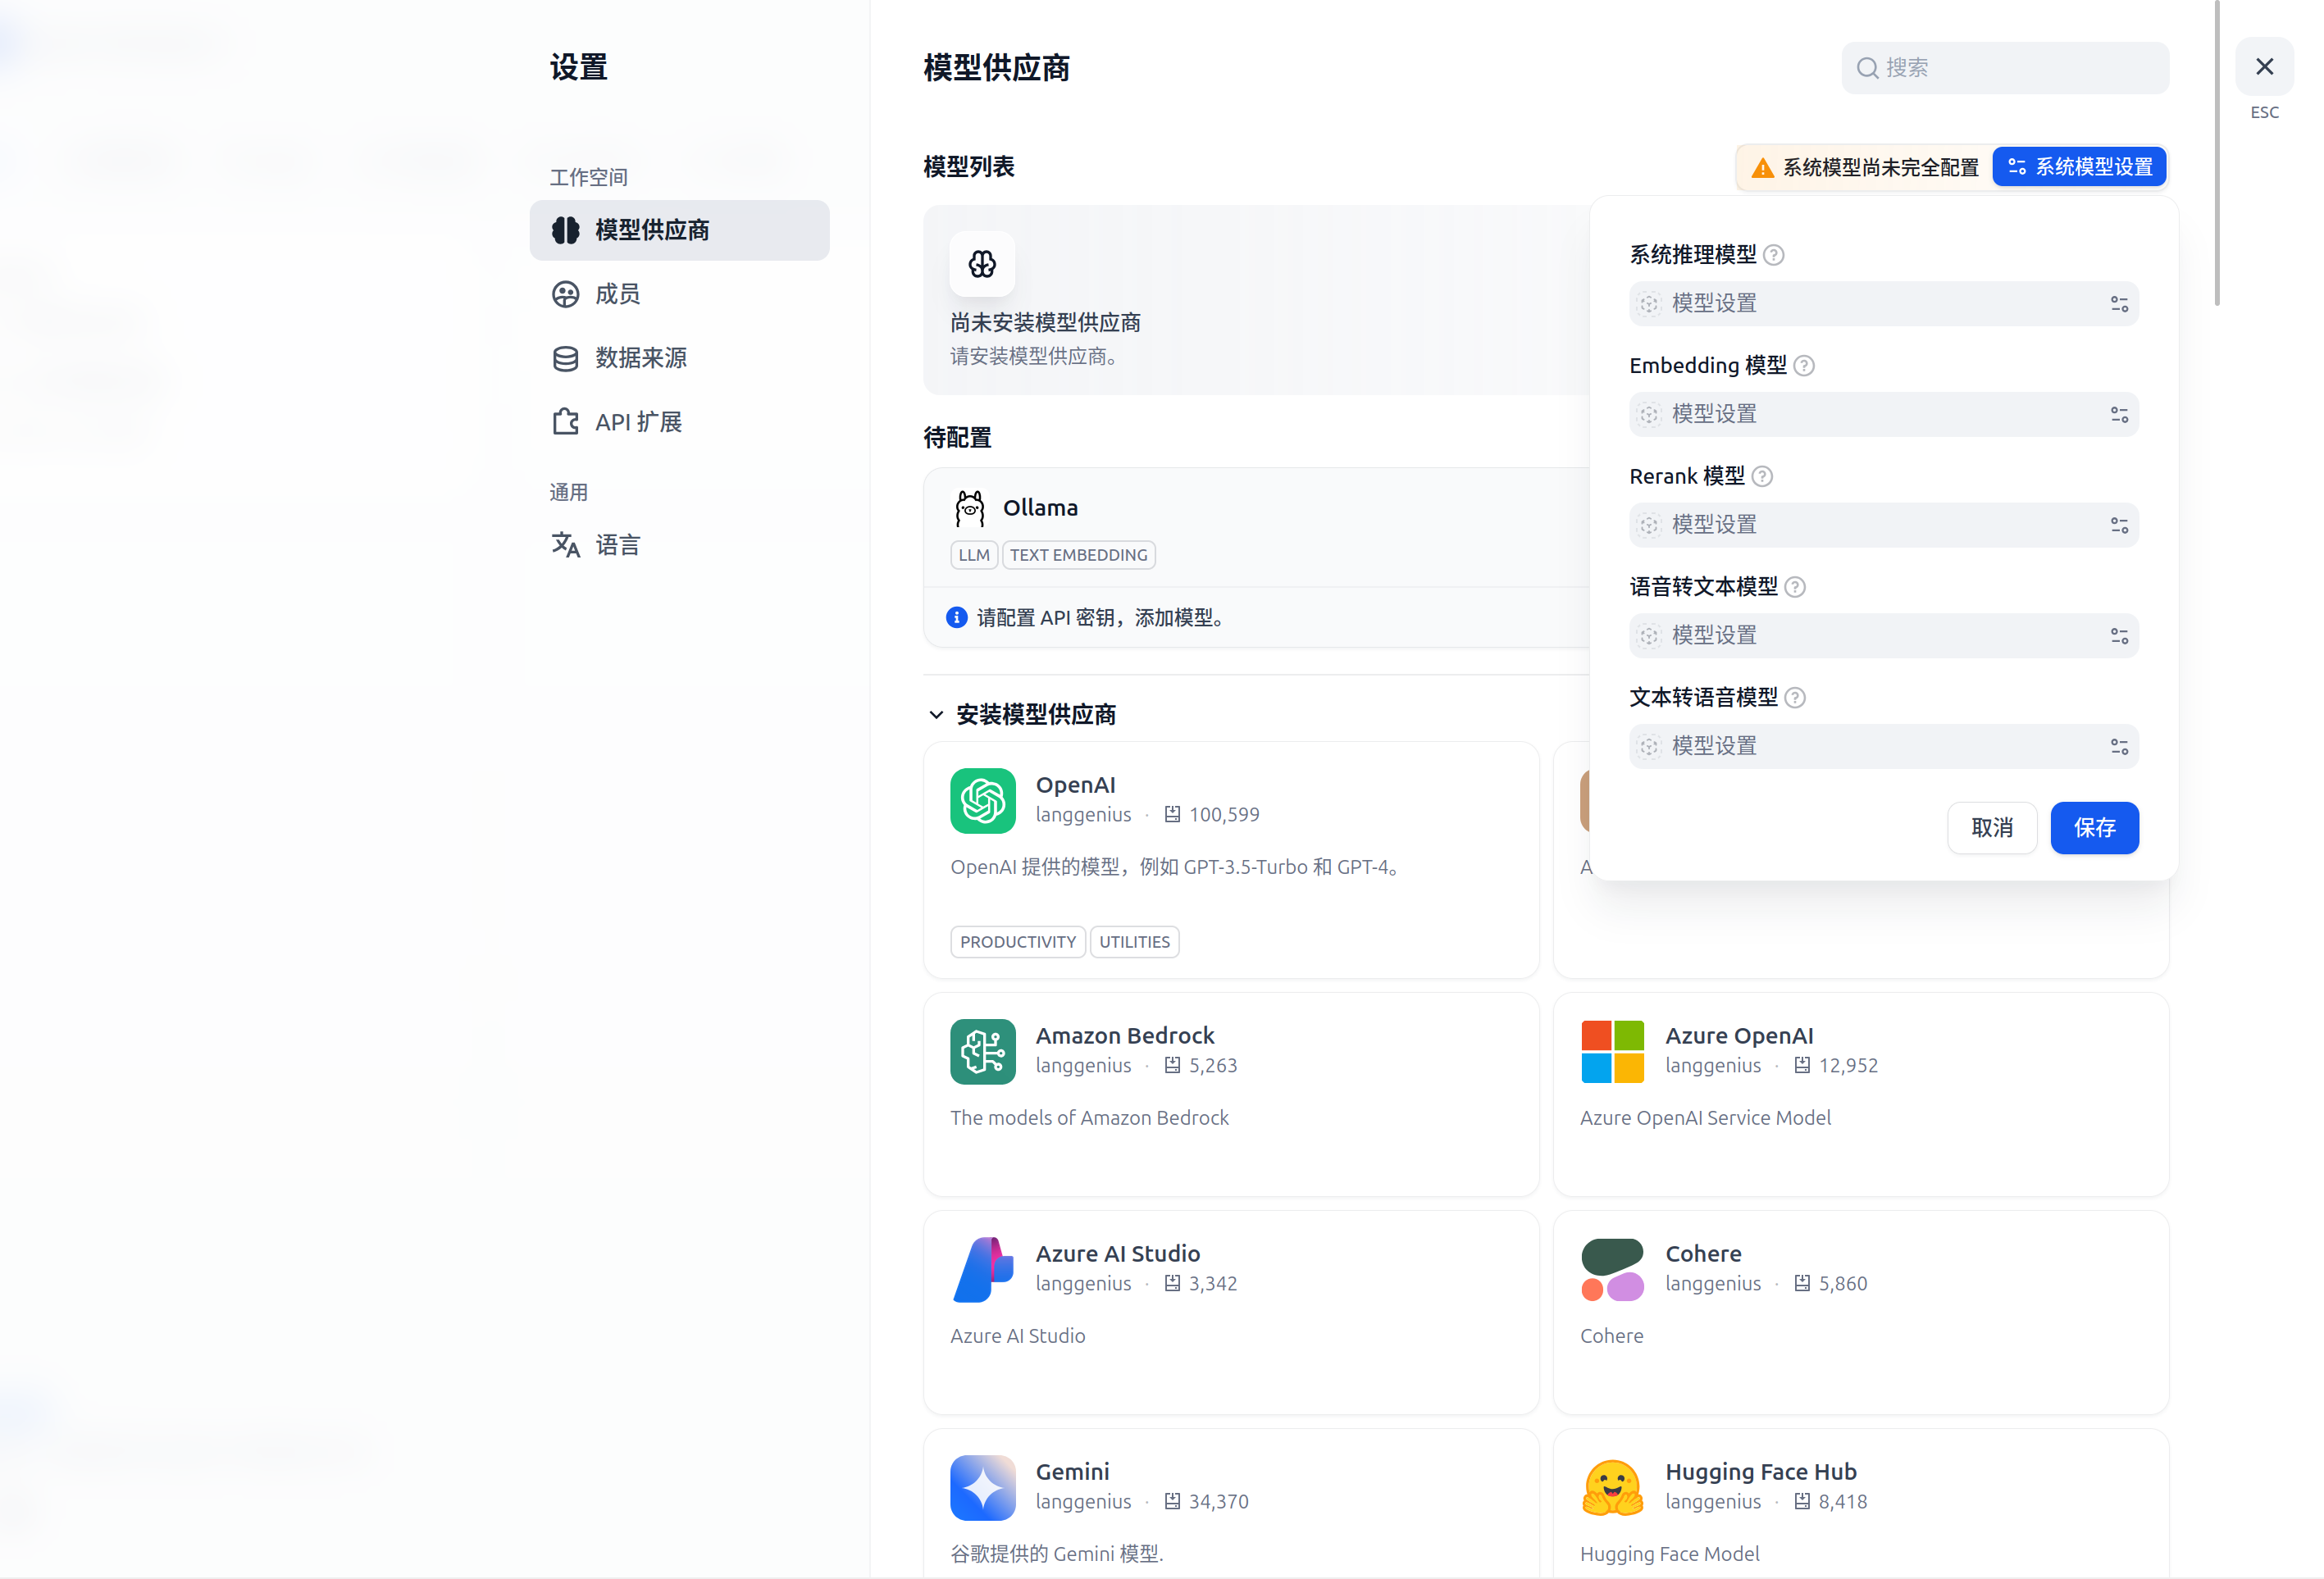 设置
工作空间
模型供应商
成员
数据来源
API 扩展
通用
语言
模型供应商
搜索
ESC
模型列表
系统模型尚未完全配置
系统模型设置
尚未安装模型供应商
请安装模型供应商。
待配置
Ollama
LLM
TEXT EMBEDDING
请配置 API 密钥，添加模型。
系统推理模型
模型设置
Embedding 模型
模型设置
Rerank 模型
模型设置
语音转文本模型
模型设置
文本转语音模型
模型设置
取消
保存
安装模型供应商
OpenAI
langgenius · 100,599
OpenAI 提供的模型，例如 GPT-3.5-Turbo 和 GPT-4。
PRODUCTIVITY
UTILITIES
A
Amazon Bedrock
langgenius · 5,263
The models of Amazon Bedrock
Azure OpenAI
langgenius · 12,952
Azure OpenAI Service Model
Azure AI Studio
langgenius · 3,342
Azure AI Studio
Cohere
langgenius · 5,860
Cohere
Gemini
langgenius · 34,370
谷歌提供的 Gemini 模型.
Hugging Face Hub
langgenius · 8,418
Hugging Face Model